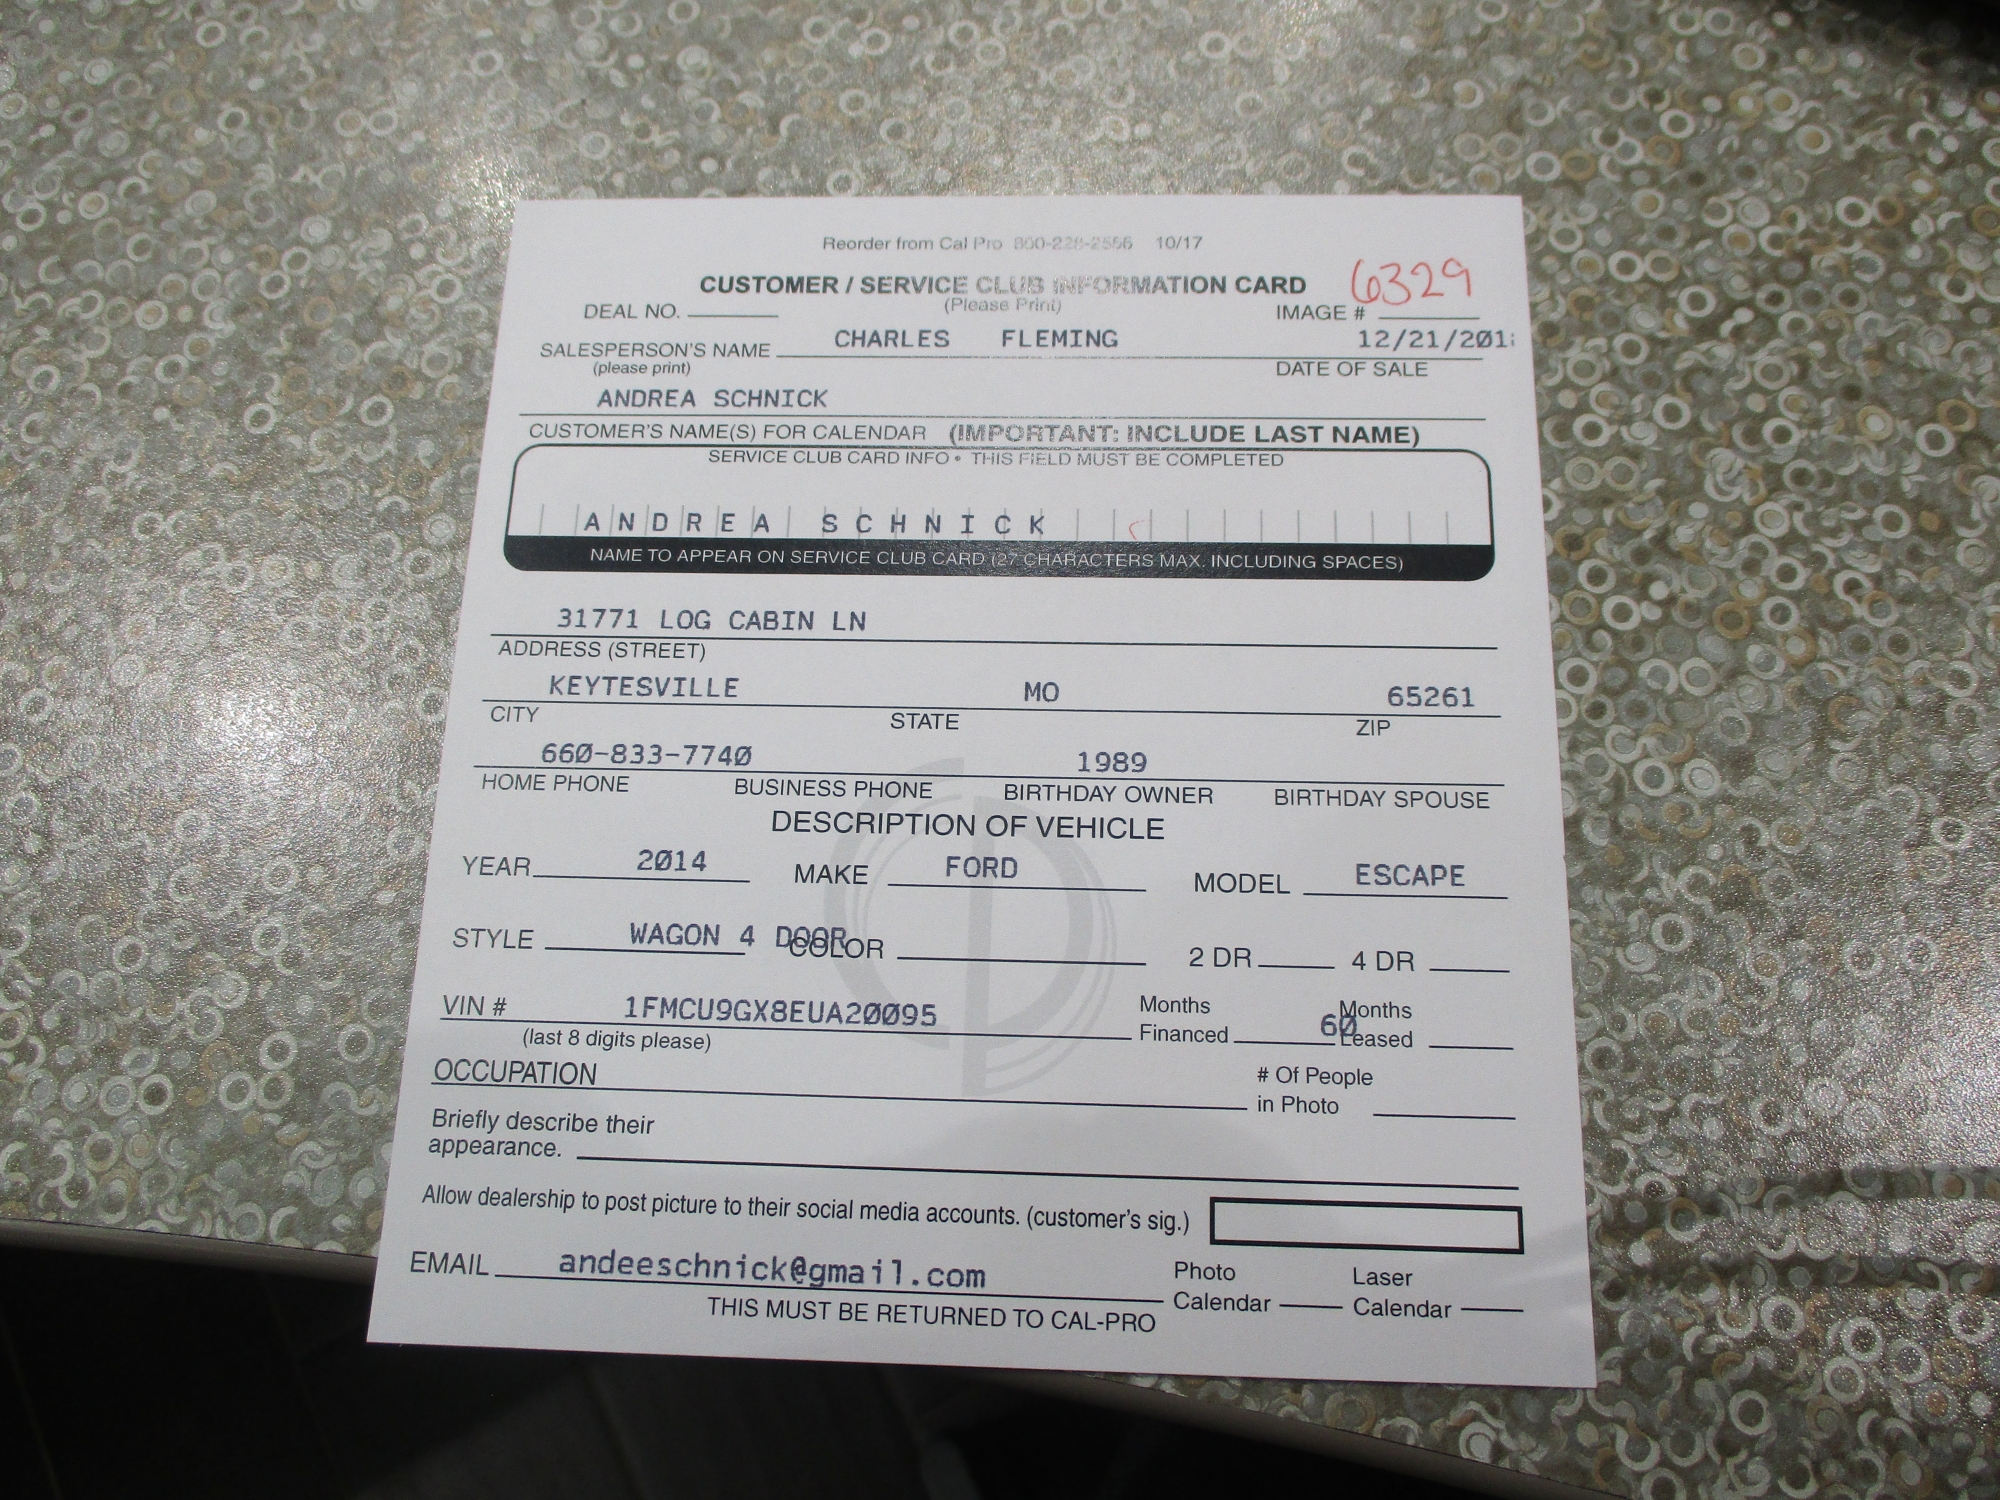 Reorder from Cal Pro 800-228-2556 10/17
CUSTOMER / SERVICE CLUB INFORMATION CARD 6329
(Please Print)
DEAL NO. IMAGE #
CHARLES FLEMING 12/21/201
SALESPERSON'S NAME
(please print) DATE OF SALE
ANDREA SCHNICK
CUSTOMER'S NAME(S) FOR CALENDAR (IMPORTANT: INCLUDE LAST NAME)
SERVICE CLUB CARD INFO • THIS FIELD MUST BE COMPLETED
ANDREA SCHNICK
NAME TO APPEAR ON SERVICE CLUB CARD (27 CHARACTERS MAX. INCLUDING SPACES)
31771 LOG CABIN LN
ADDRESS (STREET)
KEYTESVILLE MO 65261
CITY STATE ZIP
660-833-7740 1989
HOME PHONE BUSINESS PHONE BIRTHDAY OWNER BIRTHDAY SPOUSE
DESCRIPTION OF VEHICLE
YEAR 2014 MAKE FORD MODEL ESCAPE
STYLE WAGON 4 DOOR COLOR 2 DR 4 DR
VIN # 1FMCU9GX8EUA20095 Months Financed 60 Months Leased
(last 8 digits please)
OCCUPATION # Of People in Photo
Briefly describe their
appearance.
Allow dealership to post picture to their social media accounts. (customer's sig.)
EMAIL andeeschnick@gmail.com Photo Calendar Laser Calendar
THIS MUST BE RETURNED TO CAL-PRO